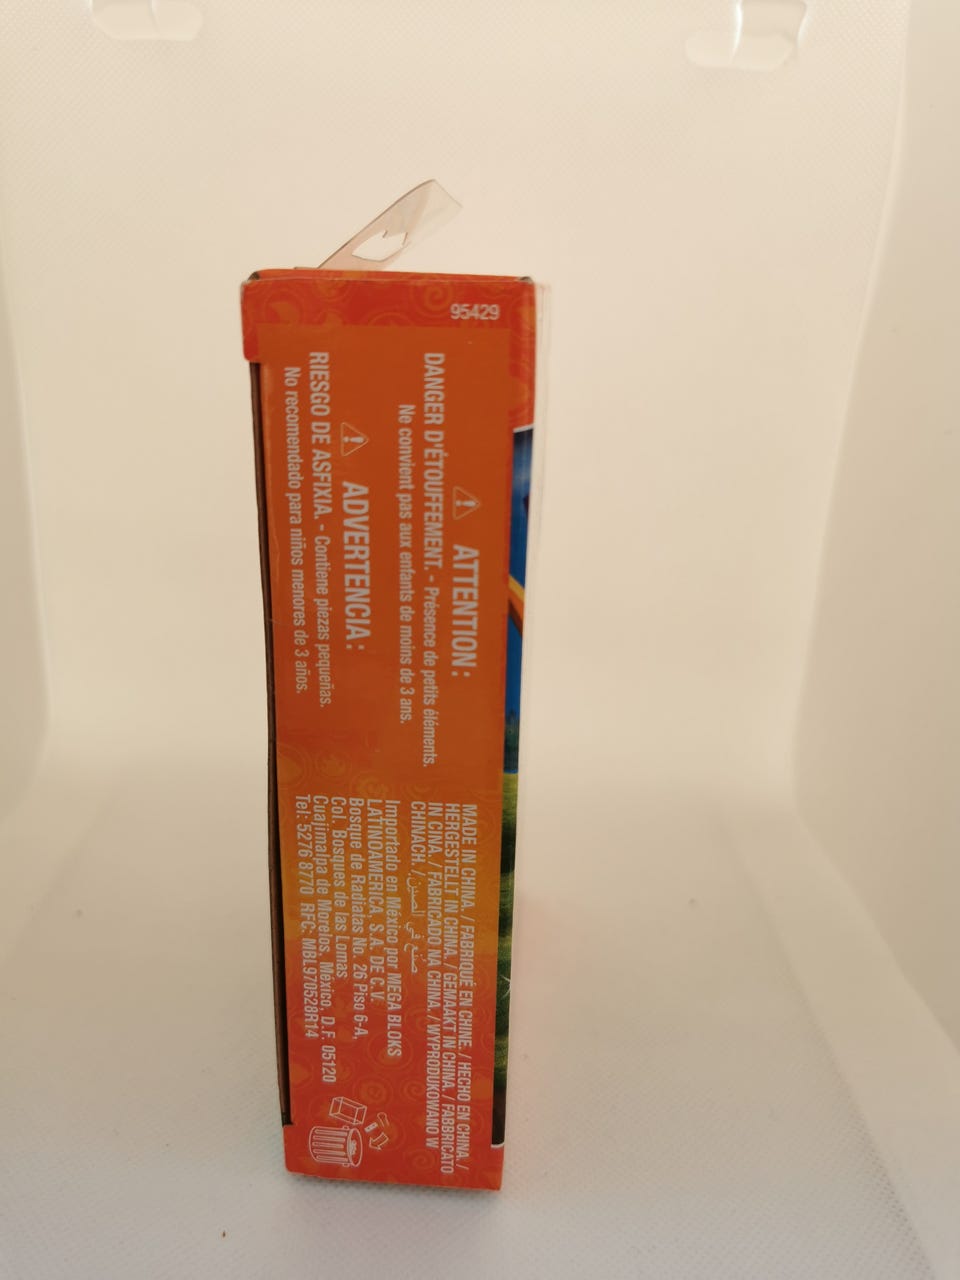 95429
ATTENTION :
DANGER D'ÉTOUFFEMENT. - Présence de petits éléments.
Ne convient pas aux enfants de moins de 3 ans.
ADVERTENCIA :
RIESGO DE ASFIXIA. - Contiene piezas pequeñas.
No recomendado para niños menores de 3 años.
MADE IN CHINA. / FABRIQUÉ EN CHINE. / HECHO EN CHINA. /
HERGESTELLT IN CHINA. / GEMAAKT IN CHINA. / FABBRICATO
IN CINA. / FABRICADO NA CHINA. / WYPRODUKOWANO W
CHINACH. / صنع في الصين.
Importado en México por MEGA BLOKS
LATINOAMERICA, S.A. DE C.V.
Bosque de Radiatas No. 26 Piso 6-A,
Col. Bosques de las Lomas
Cuajimalpa de Morelos, México, D.F. 05120
Tel: 5276 8770 RFC: MBL970528R14